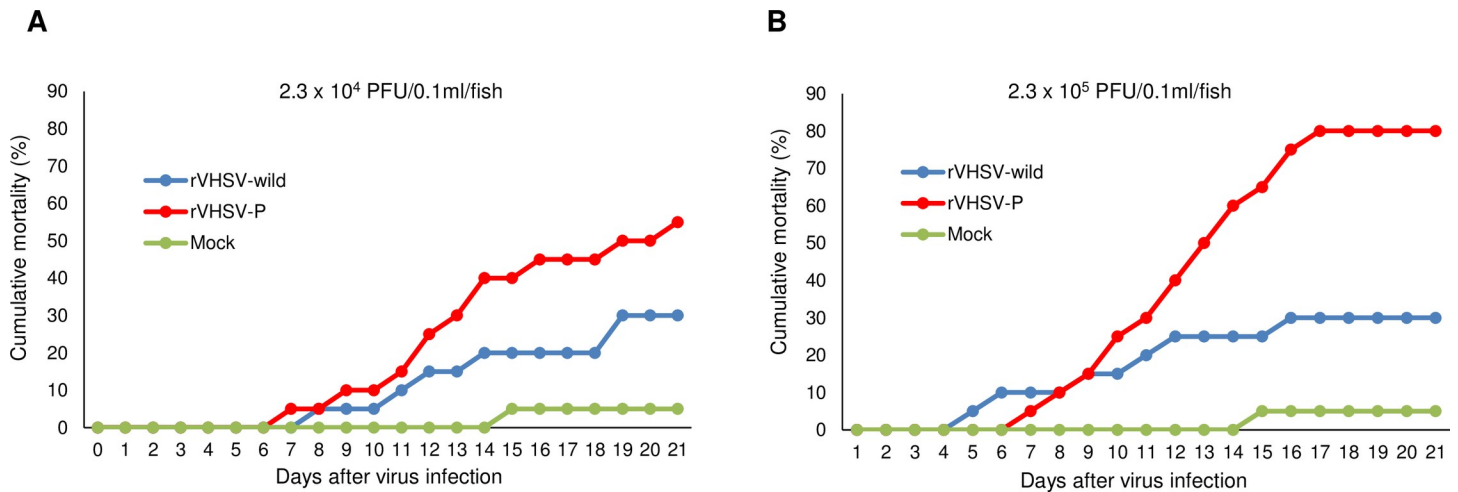 A
2.3 x 10⁴ PFU/0.1ml/fish
Cumulative mortality (%)
90
80
70
60
50
40
30
20
10
0
rVHSV-wild
rVHSV-P
Mock
0 1 2 3 4 5 6 7 8 9 10 11 12 13 14 15 16 17 18 19 20 21
Days after virus infection
B
2.3 x 10⁵ PFU/0.1ml/fish
Cumulative mortality (%)
90
80
70
60
50
40
30
20
10
0
rVHSV-wild
rVHSV-P
Mock
1 2 3 4 5 6 7 8 9 10 11 12 13 14 15 16 17 18 19 20 21
Days after virus infection